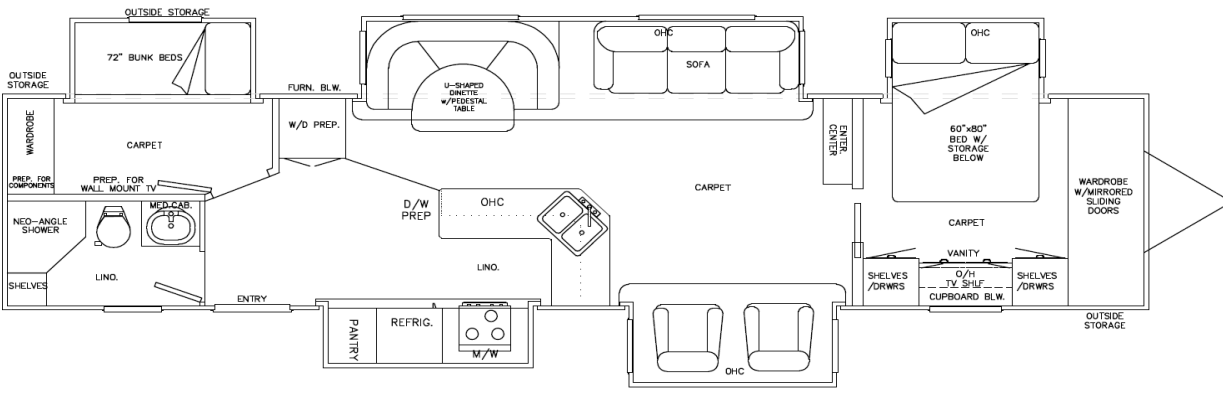 OUTSIDE STORAGE
72" BUNK BEDS
OUTSIDE
STORAGE
FURN. BLW.
WARDROBE
CARPET
PREP. FOR
COMPONENTS
PREP. FOR
WALL MOUNT TV
W/D PREP.
U-SHAPED
DINETTE
W/PEDESTAL
TABLE
OHC
SOFA
OHC
ENTER.
CENTER
60"x80"
BED W/
STORAGE
BELOW
WARDROBE
W/MIRRORED
SLIDING
DOORS
CARPET
CARPET
NEO-ANGLE
SHOWER
MED.CAB.
D/W
PREP
OHC
SHELVES
LINO.
LINO.
ENTRY
VANITY
SHELVES
/DRWRS
O/H
TV SHLF
CUPBOARD BLW.
SHELVES
/DRWRS
OUTSIDE
STORAGE
PANTRY
REFRIG.
M/W
OHC